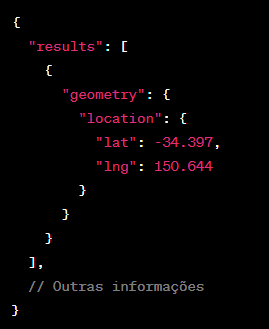 {
  "results": [
    {
      "geometry": {
        "location": {
          "lat": -34.397,
          "lng": 150.644
        }
      }
    }
  ],
  // Outras informações
}